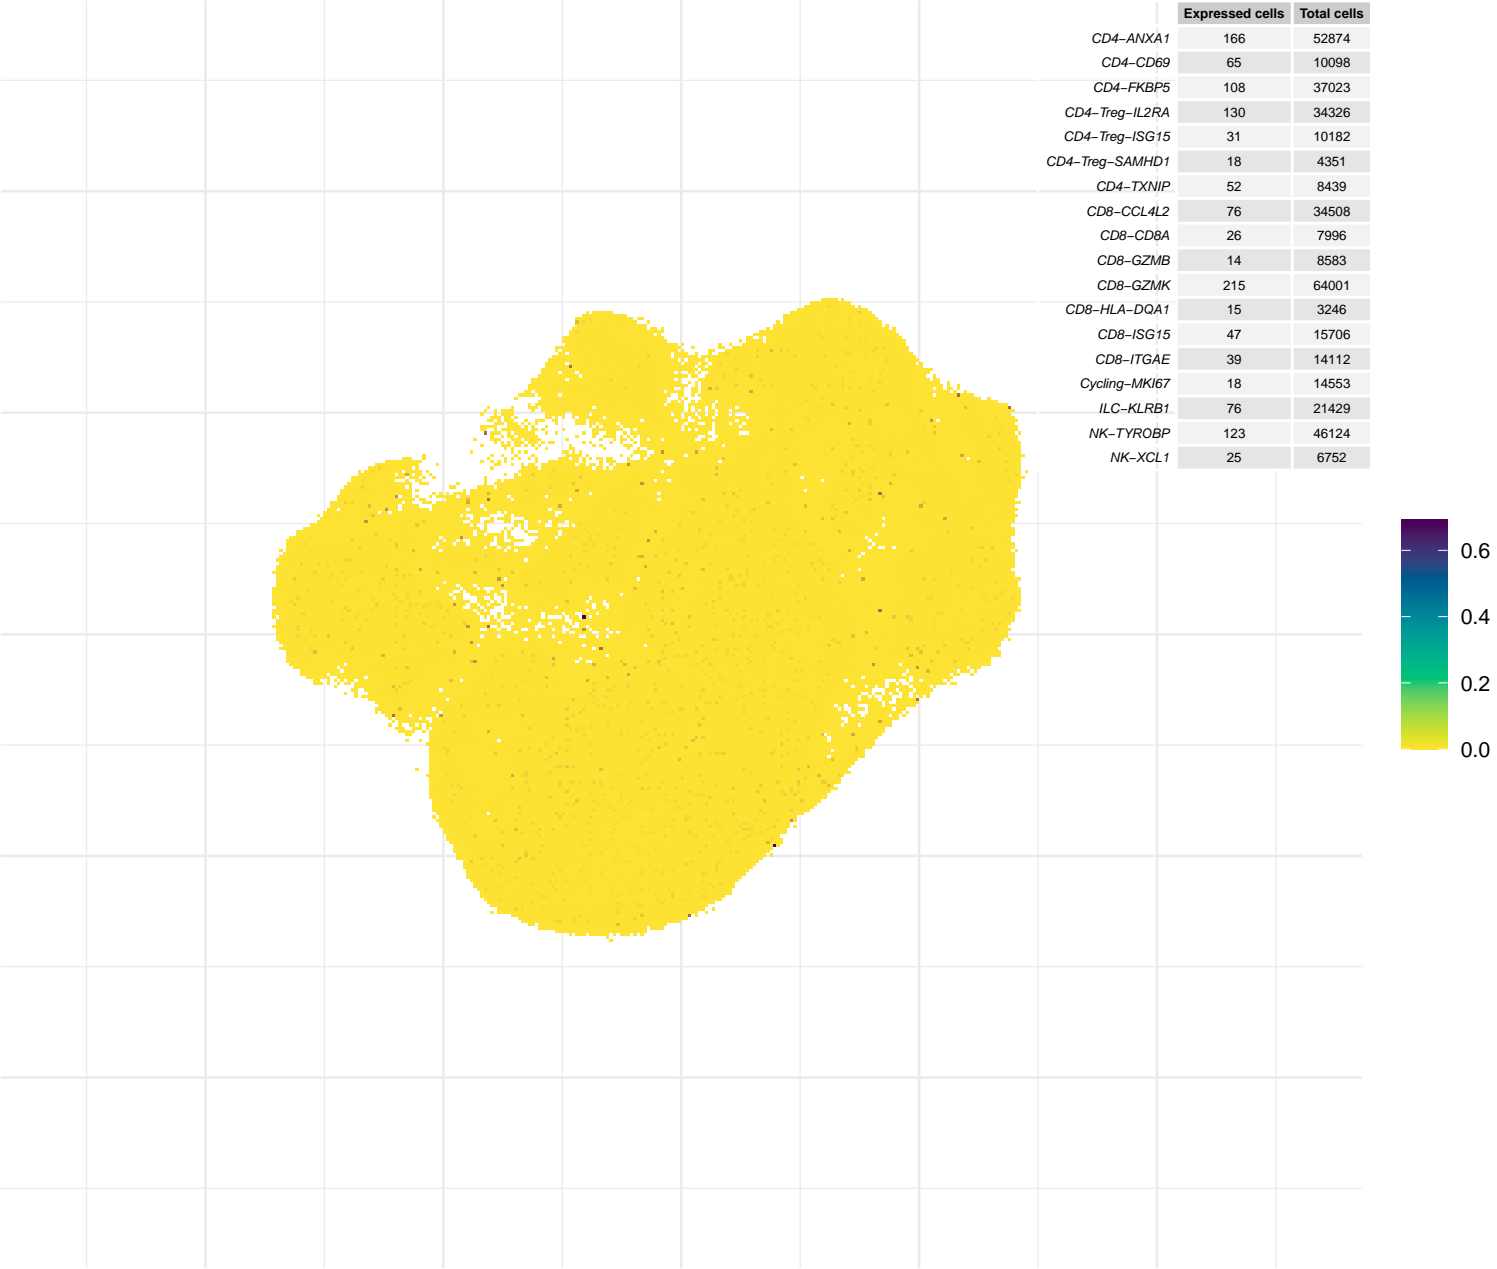 Expressed cells Total cells
CD4−ANXA1 166 52874
CD4−CD69 65 10098
CD4−FKBP5 108 37023
CD4−Treg−IL2RA 130 34326
CD4−Treg−ISG15 31 10182
CD4−Treg−SAMHD1 18 4351
CD4−TXNIP 52 8439
CD8−CCL4L2 76 34508
CD8−CD8A 26 7996
CD8−GZMB 14 8583
CD8−GZMK 215 64001
CD8−HLA−DQA1 15 3246
CD8−ISG15 47 15706
CD8−ITGAE 39 14112
Cycling−MKI67 18 14553
ILC−KLRB1 76 21429
NK−TYROBP 123 46124
NK−XCL1 25 6752
0.6
0.4
0.2
0.0